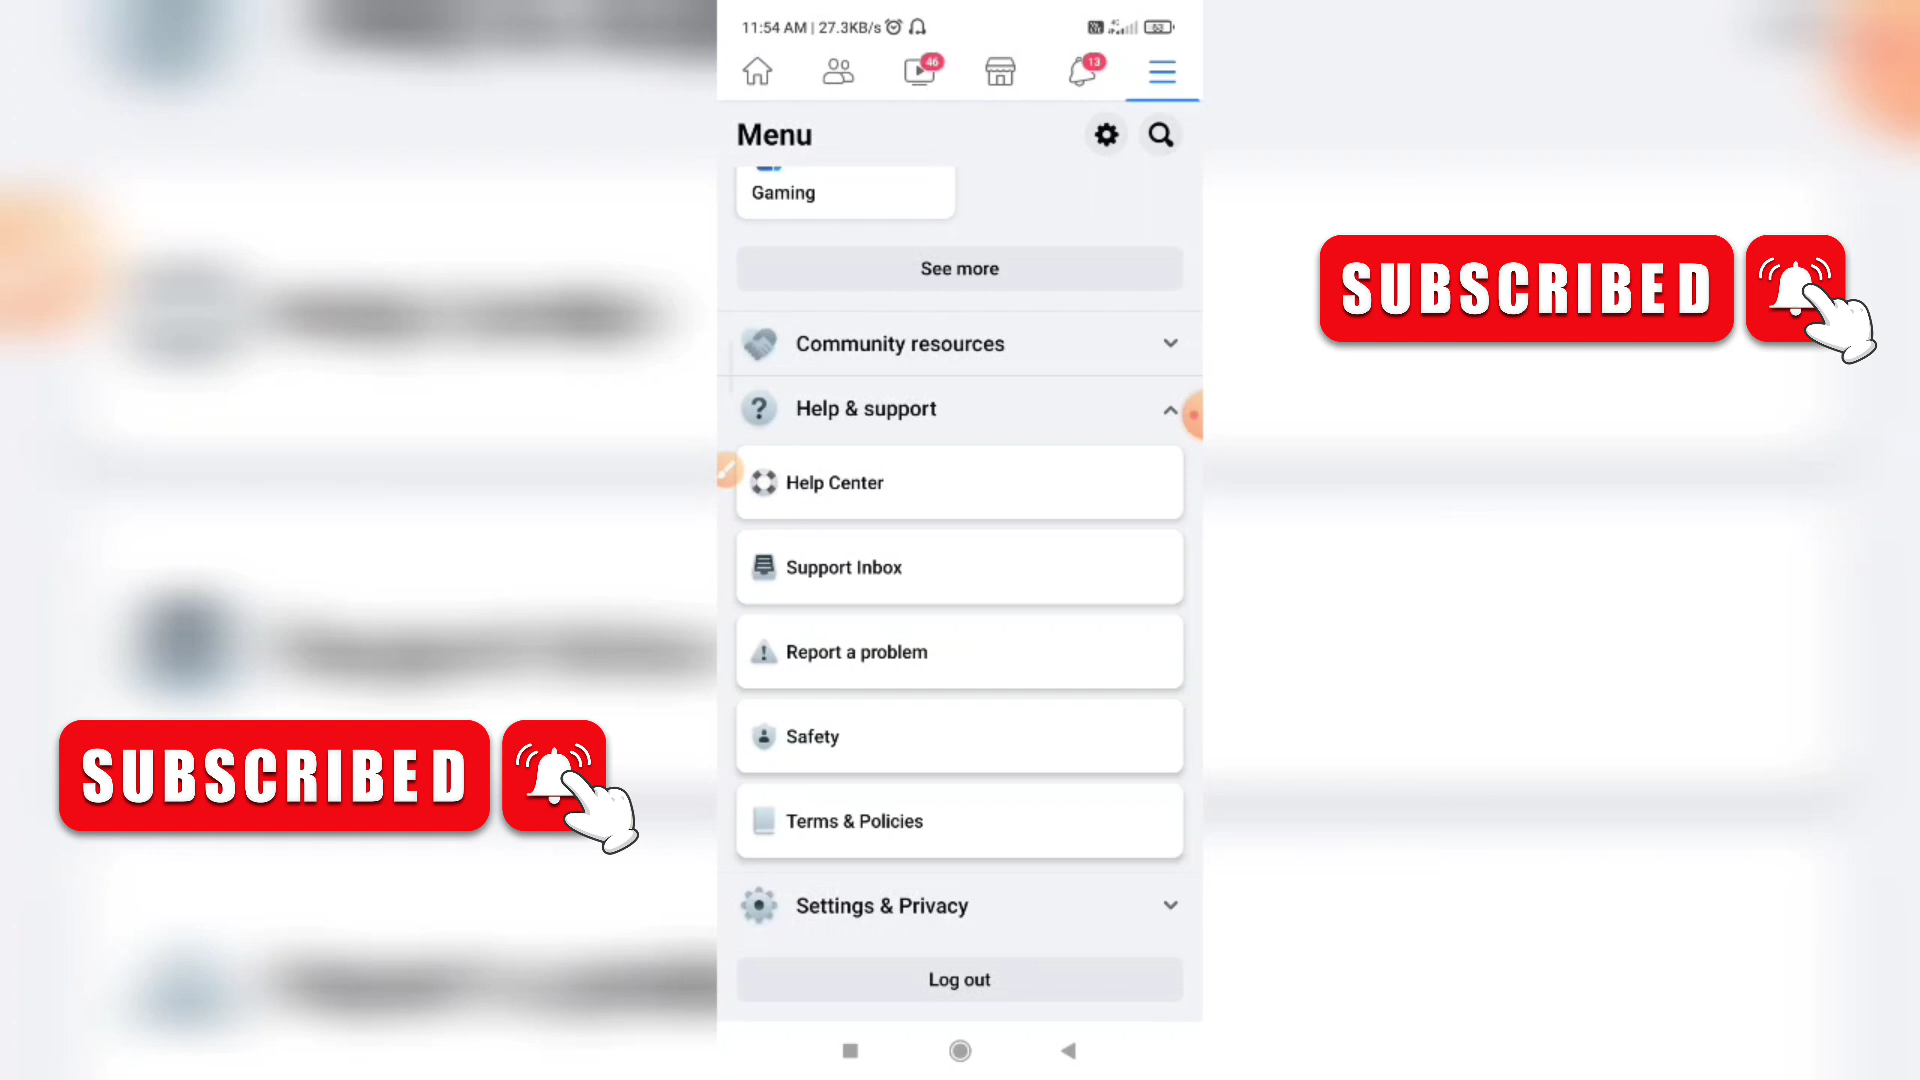 11:54 AM | 27.3KB/s
46
13
Menu
Gaming
See more
Community resources
Help & support
Help Center
Support Inbox
Report a problem
Safety
Terms & Policies
Settings & Privacy
Log out
SUBSCRIBED
SUBSCRIBED